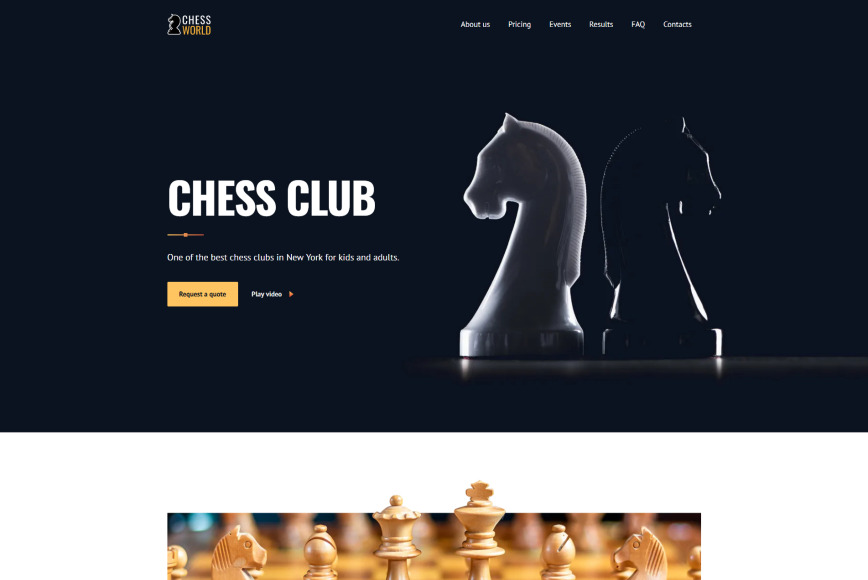 CHESS
WORLD
About us Pricing Events Results FAQ Contacts
CHESS CLUB
One of the best chess clubs in New York for kids and adults.
Request a quote Play video